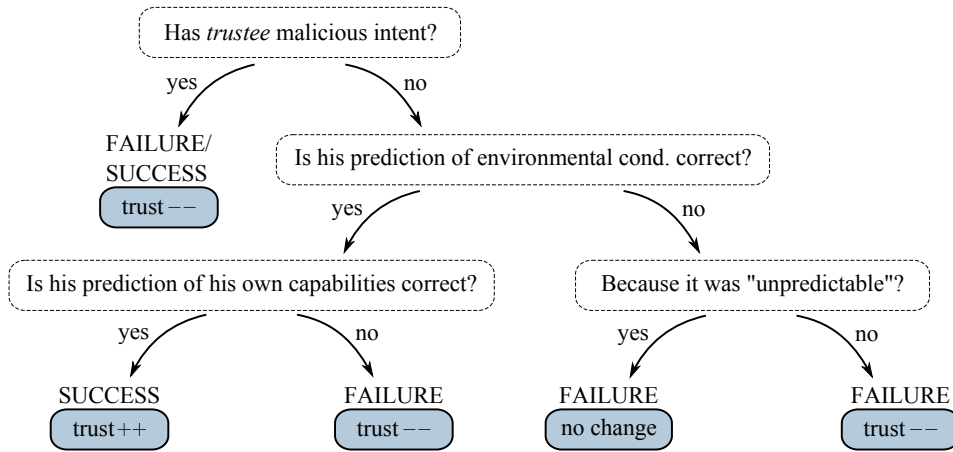 Has trustee malicious intent?
yes
no
FAILURE/
SUCCESS
trust −−
Is his prediction of environmental cond. correct?
yes
no
Is his prediction of his own capabilities correct?
Because it was "unpredictable"?
yes
no
yes
no
SUCCESS
trust ++
FAILURE
trust −−
FAILURE
no change
FAILURE
trust −−